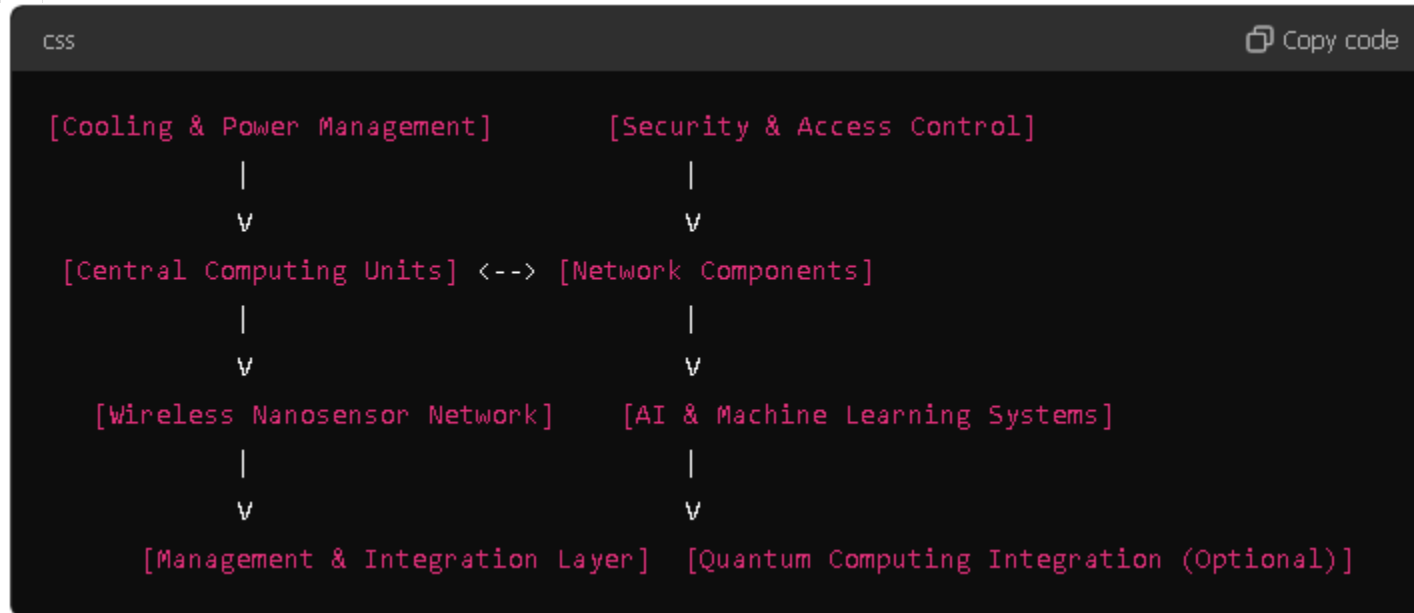 css Copy code
[Cooling & Power Management] [Security & Access Control]
| |
v v
[Central Computing Units] <--> [Network Components]
| |
v v
[Wireless Nanosensor Network] [AI & Machine Learning Systems]
| |
v v
[Management & Integration Layer] [Quantum Computing Integration (Optional)]